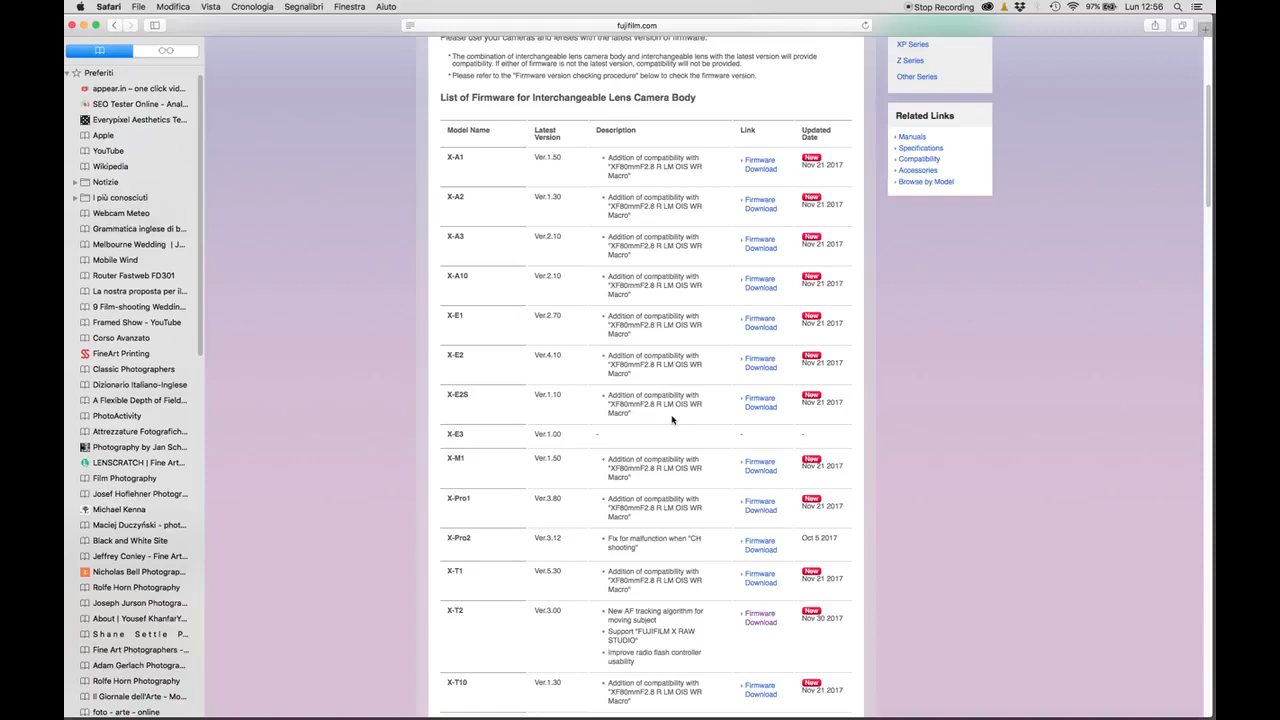 Safari File Modifica Vista Cronologia Segnalibri Finestra Aiuto Stop Recording 97% Lun 12:56
fujifilm.com
Preferiti
appear.in – one click vid...
SEO Tester Online - Anal...
Everypixel Aesthetics Te...
Apple
YouTube
Wikipedia
Notizie
I più conosciuti
Webcam Meteo
Grammatica inglese di b...
Melbourne Wedding | J...
Mobile Wind
Router Fastweb FD301
La nostra proposta per il...
9 Film-shooting Weddin...
Framed Show - YouTube
Corso Avanzato
FineArt Printing
Classic Photographers
Dizionario Italiano-Inglese
A Flexible Depth of Field...
PhotoActivity
Attrezzature Fotografich...
Photography by Jan Sch...
LENSCRATCH | Fine Art...
Film Photography
Josef Hoflehner Photogr...
Michael Kenna
Maciej Duczyński - phot...
Black and White Site
Jeffrey Conley - Fine Art...
Nicholas Bell Photograp...
Rolfe Horn Photography
Joseph Jurson Photogra...
About | Yousef KhanfarY...
Shane Settle P...
Fine Art Photographers -...
Adam Gerlach Photogra...
Rolfe Horn Photography
Il Giornale dell'Arte - Mo...
foto - arte - online
Please use your cameras and lenses with the latest version of firmware.
* The combination of interchangeable lens camera body and interchangeable lens with the latest version will provide
compatibility. If either of firmware is not the latest version, compatibility will not be provided.
* Please refer to the "Firmware version checking procedure" below to check the firmware version.
List of Firmware for Interchangeable Lens Camera Body
Model Name Latest Description Link Updated
Version Date
X-A1 Ver.1.50 Addition of compatibility with Firmware New
"XF80mmF2.8 R LM OIS WR Download Nov 21 2017
Macro"
X-A2 Ver.1.30 Addition of compatibility with Firmware New
"XF80mmF2.8 R LM OIS WR Download Nov 21 2017
Macro"
X-A3 Ver.2.10 Addition of compatibility with Firmware New
"XF80mmF2.8 R LM OIS WR Download Nov 21 2017
Macro"
X-A10 Ver.2.10 Addition of compatibility with Firmware New
"XF80mmF2.8 R LM OIS WR Download Nov 21 2017
Macro"
X-E1 Ver.2.70 Addition of compatibility with Firmware New
"XF80mmF2.8 R LM OIS WR Download Nov 21 2017
Macro"
X-E2 Ver.4.10 Addition of compatibility with Firmware New
"XF80mmF2.8 R LM OIS WR Download Nov 21 2017
Macro"
X-E2S Ver.1.10 Addition of compatibility with Firmware New
"XF80mmF2.8 R LM OIS WR Download Nov 21 2017
Macro"
X-E3 Ver.1.00 - - -
X-M1 Ver.1.50 Addition of compatibility with Firmware New
"XF80mmF2.8 R LM OIS WR Download Nov 21 2017
Macro"
X-Pro1 Ver.3.80 Addition of compatibility with Firmware New
"XF80mmF2.8 R LM OIS WR Download Nov 21 2017
Macro"
X-Pro2 Ver.3.12 Fix for malfunction when "CH Firmware Oct 5 2017
shooting" Download
X-T1 Ver.5.30 Addition of compatibility with Firmware New
"XF80mmF2.8 R LM OIS WR Download Nov 21 2017
Macro"
X-T2 Ver.3.00 New AF tracking algorithm for Firmware New
moving subject Download Nov 30 2017
Support "FUJIFILM X RAW
STUDIO"
Improve radio flash controller
usability
X-T10 Ver.1.30 Addition of compatibility with Firmware New
"XF80mmF2.8 R LM OIS WR Download Nov 21 2017
Macro"
XP Series
Z Series
Other Series
Related Links
Manuals
Specifications
Compatibility
Accessories
Browse by Model